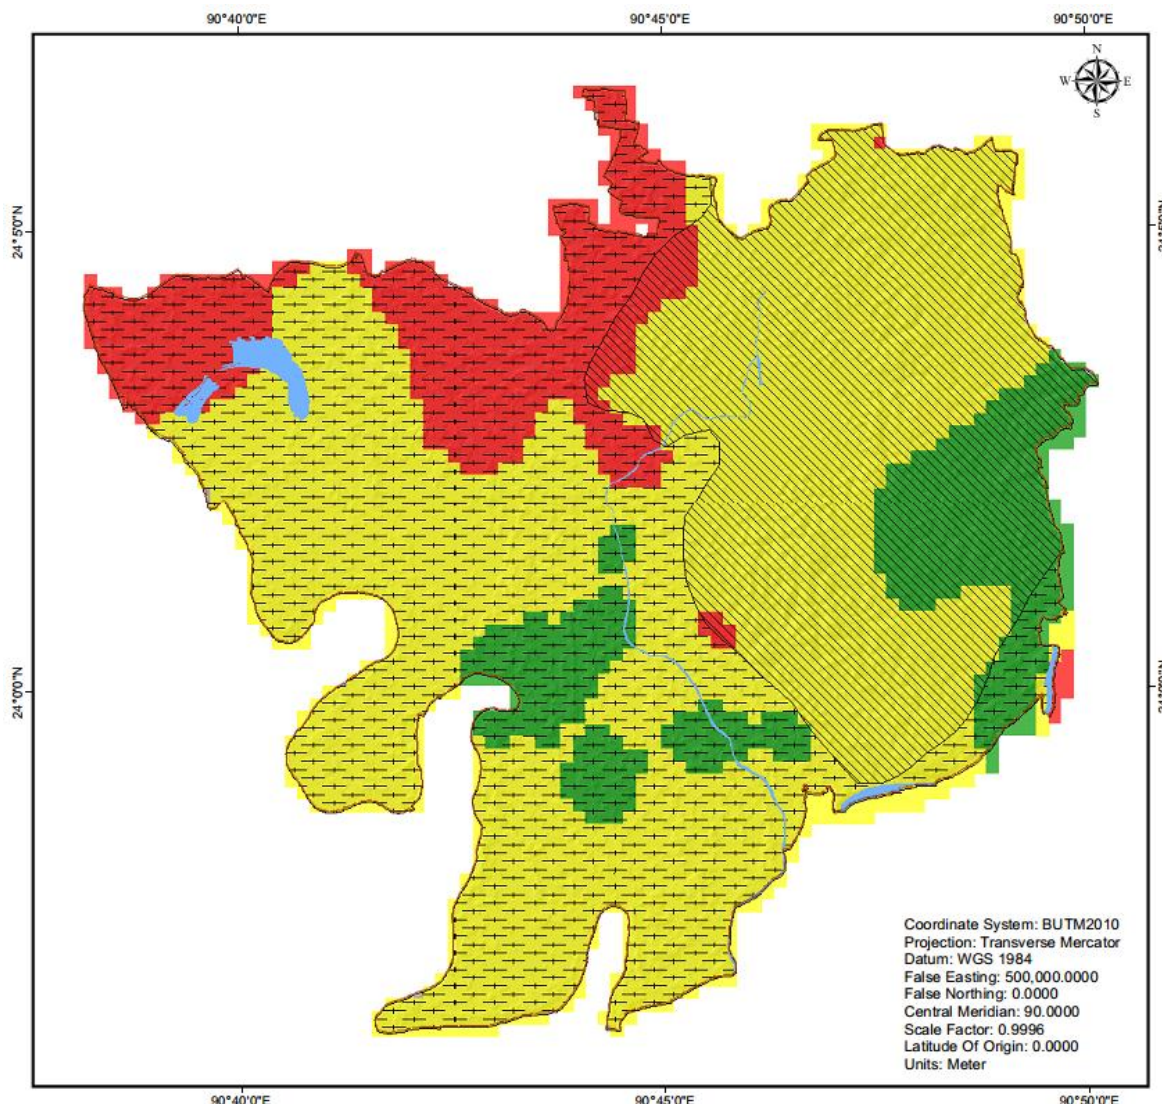 90°40'0"E 90°45'0"E 90°50'0"E
N
W E
S
24°5'0"N
24°0'0"N
Coordinate System: BUTM2010
Projection: Transverse Mercator
Datum: WGS 1984
False Easting: 500,000.0000
False Northing: 0.0000
Central Meridian: 90.0000
Scale Factor: 0.9996
Latitude Of Origin: 0.0000
Units: Meter
90°40'0"E 90°45'0"E 90°50'0"E